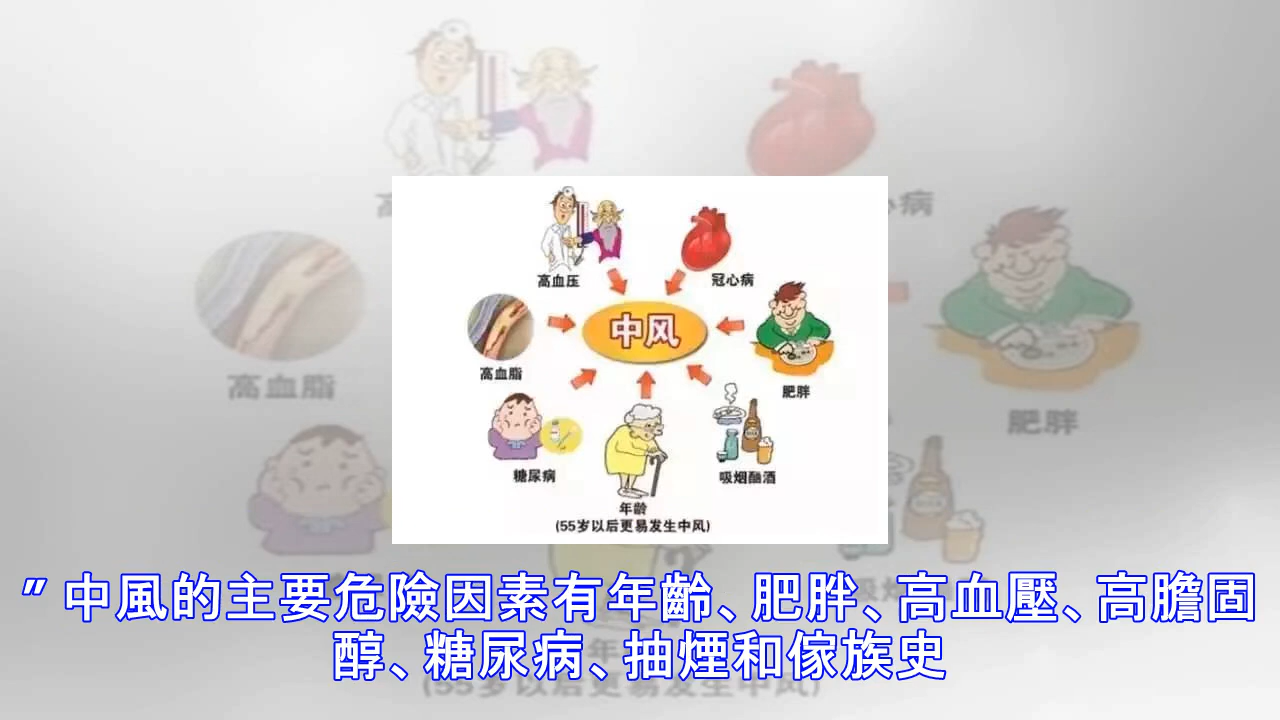 高血压
冠心病
中风
高血脂
肥胖
糖尿病
吸烟酗酒
年龄
(55岁以后更易发生中风)
"中風的主要危險因素有年齡、肥胖、高血壓、高膽固
醇、糖尿病、抽煙和傢族史